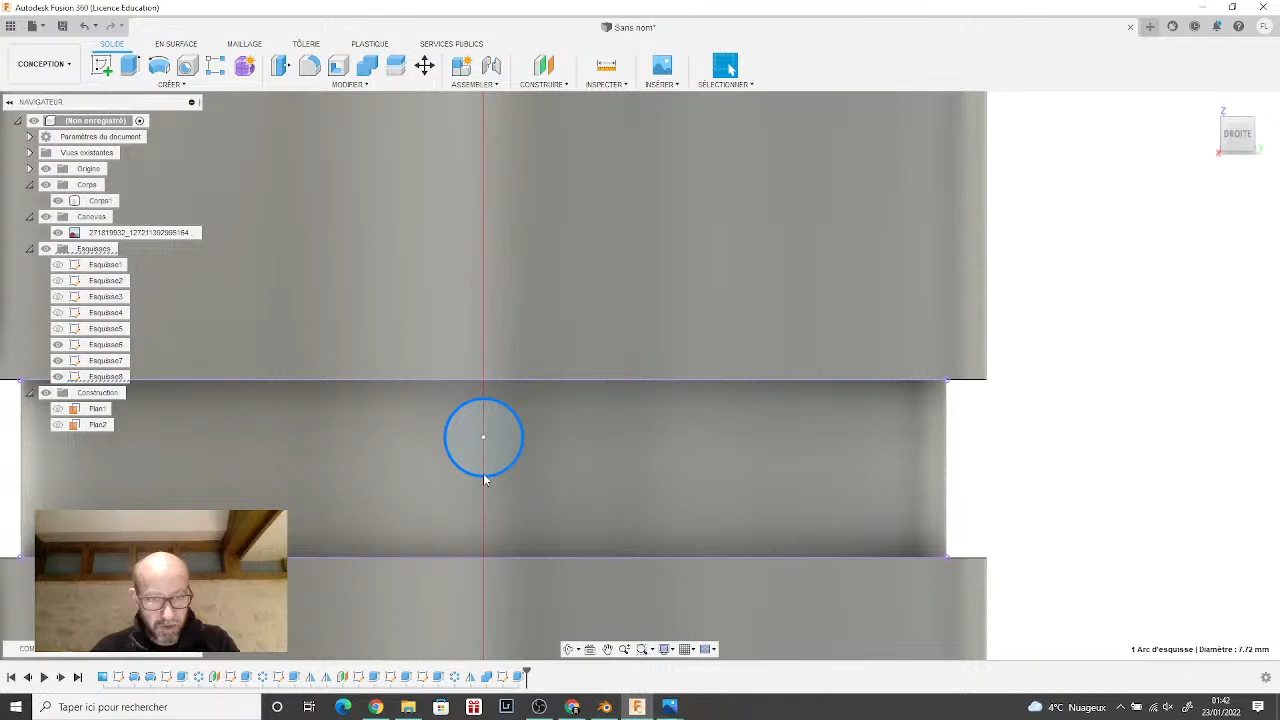 Autodesk Fusion 360 (Licence Education)
Sans nom*
FL
SOLIDE EN SURFACE MAILLAGE TÔLERIE PLASTIQUE SERVICES PUBLICS
CONCEPTION
CRÉER MODIFIER ASSEMBLER CONSTRUIRE INSPECTER INSÉRER SÉLECTIONNER
NAVIGATEUR
(Non enregistré)
Paramètres du document
Vues existantes
Origine
Corps
Corps1
Canevas
271819932_127211392995164...
Esquisses
Esquisse1
Esquisse2
Esquisse3
Esquisse4
Esquisse5
Esquisse6
Esquisse7
Esquisse8
Construction
Plan1
Plan2
Z
DROITE
X
Y
COM
1 Arc d'esquisse | Diamètre : 7.72 mm
Taper ici pour rechercher
4°C Nuageux
01:42
23/01/2022